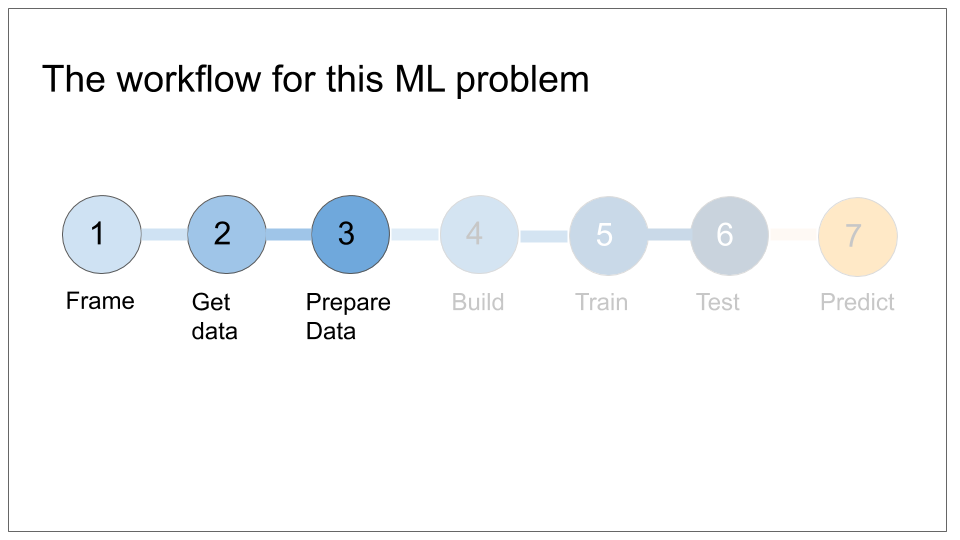 The workflow for this ML problem
1 2 3 4 5 6 7
Frame Get Prepare Build Train Test Predict
data Data